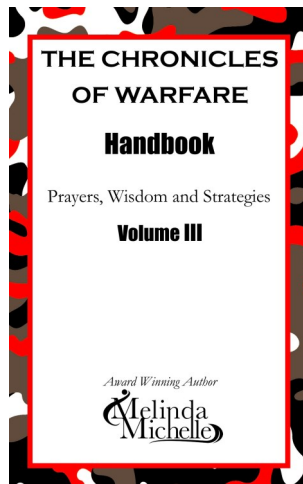 THE CHRONICLES
OF WARFARE
Handbook
Prayers, Wisdom and Strategies
Volume III
Award Winning Author
Melinda
Michelle